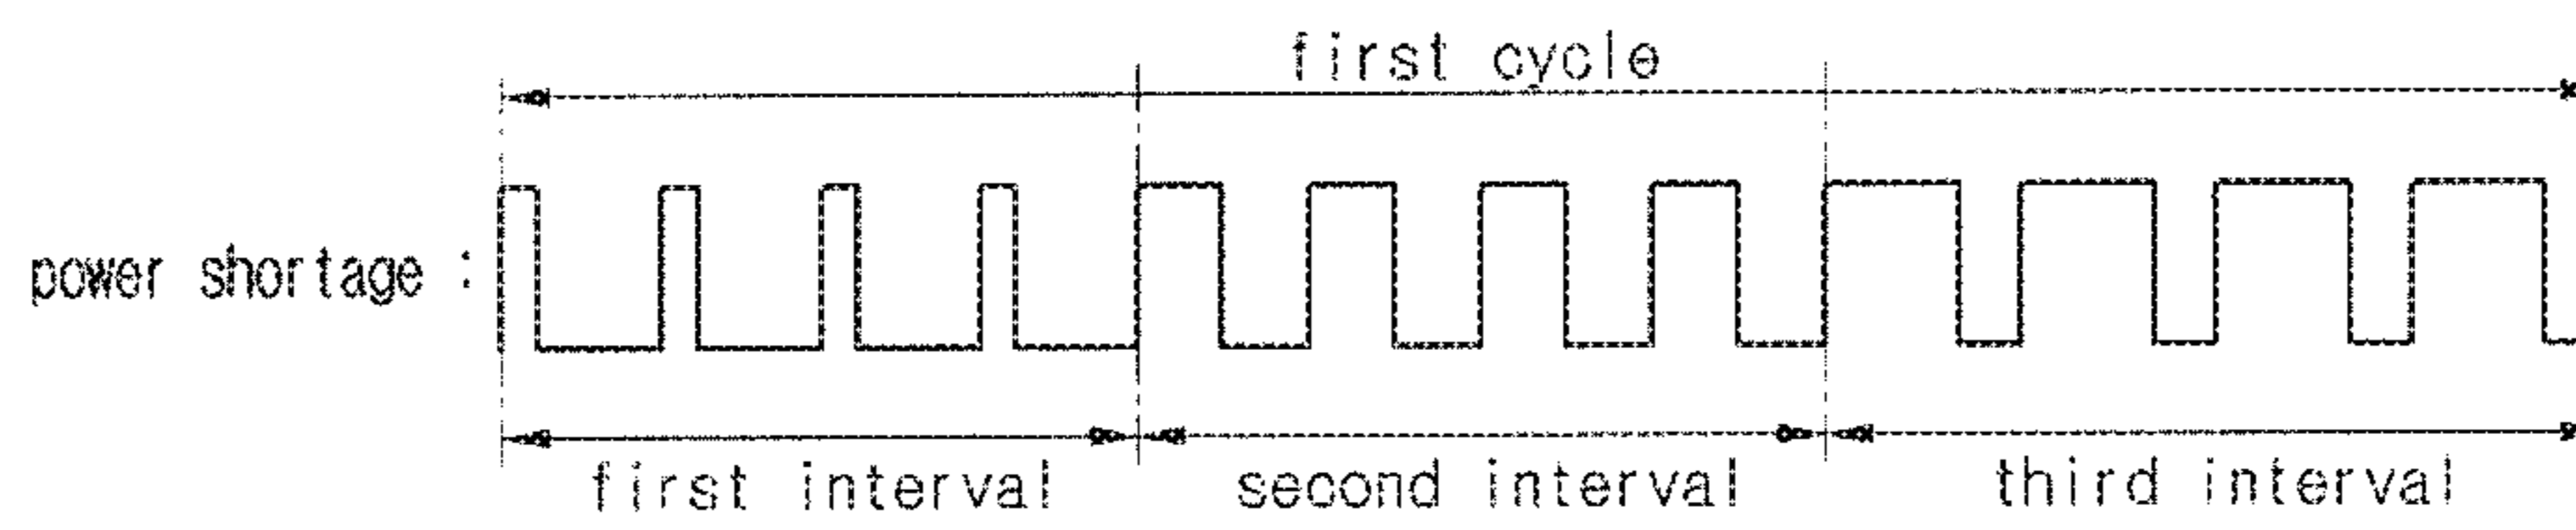 first cycle
power shortage :
first interval
second interval
third interval